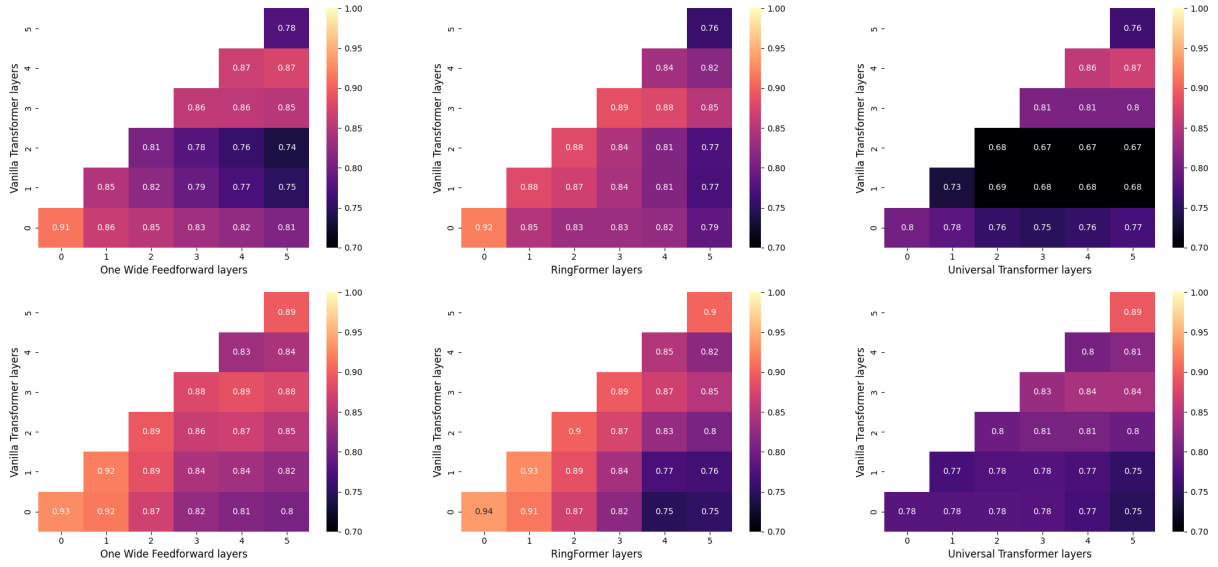 Vanilla Transformer layers
5
4
3
2
1
0
0.78
0.87 0.87
0.86 0.86 0.85
0.81 0.78 0.76 0.74
0.85 0.82 0.79 0.77 0.75
0.91 0.86 0.85 0.83 0.82 0.81
0 1 2 3 4 5
One Wide Feedforward layers
1.00
0.95
0.90
0.85
0.80
0.75
0.70
Vanilla Transformer layers
5
4
3
2
1
0
0.76
0.84 0.82
0.89 0.88 0.85
0.88 0.84 0.81 0.77
0.88 0.87 0.84 0.81 0.77
0.92 0.85 0.83 0.83 0.82 0.79
0 1 2 3 4 5
RingFormer layers
1.00
0.95
0.90
0.85
0.80
0.75
0.70
Vanilla Transformer layers
5
4
3
2
1
0
0.76
0.86 0.87
0.81 0.81 0.8
0.68 0.67 0.67 0.67
0.73 0.69 0.68 0.68 0.68
0.8 0.78 0.76 0.75 0.76 0.77
0 1 2 3 4 5
Universal Transformer layers
1.00
0.95
0.90
0.85
0.80
0.75
0.70
Vanilla Transformer layers
5
4
3
2
1
0
0.89
0.83 0.84
0.88 0.89 0.88
0.89 0.86 0.87 0.85
0.92 0.89 0.84 0.84 0.82
0.93 0.92 0.87 0.82 0.81 0.8
0 1 2 3 4 5
One Wide Feedforward layers
1.00
0.95
0.90
0.85
0.80
0.75
0.70
Vanilla Transformer layers
5
4
3
2
1
0
0.9
0.85 0.82
0.89 0.87 0.85
0.9 0.87 0.83 0.8
0.93 0.89 0.84 0.77 0.76
0.94 0.91 0.87 0.82 0.75 0.75
0 1 2 3 4 5
RingFormer layers
1.00
0.95
0.90
0.85
0.80
0.75
0.70
Vanilla Transformer layers
5
4
3
2
1
0
0.89
0.8 0.81
0.83 0.84 0.84
0.8 0.81 0.81 0.8
0.77 0.78 0.78 0.77 0.75
0.78 0.78 0.78 0.78 0.77 0.75
0 1 2 3 4 5
Universal Transformer layers
1.00
0.95
0.90
0.85
0.80
0.75
0.70